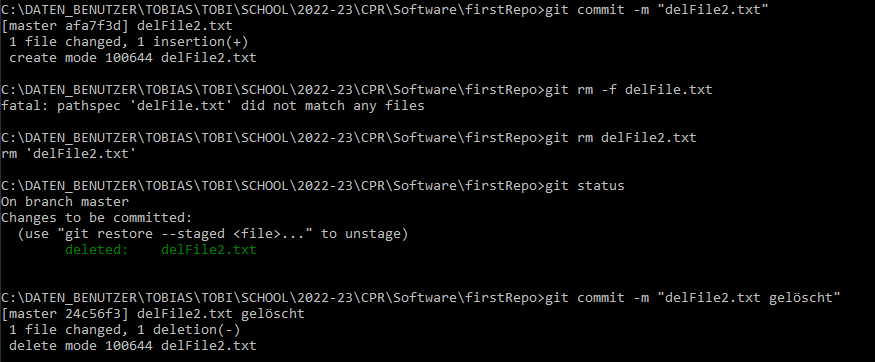 C:\DATEN_BENUTZER\TOBIAS\TOBI\SCHOOL\2022-23\CPR\Software\firstRepo>git commit -m "delFile2.txt"
[master afa7f3d] delFile2.txt
 1 file changed, 1 insertion(+)
 create mode 100644 delFile2.txt
C:\DATEN_BENUTZER\TOBIAS\TOBI\SCHOOL\2022-23\CPR\Software\firstRepo>git rm -f delFile.txt
fatal: pathspec 'delFile.txt' did not match any files
C:\DATEN_BENUTZER\TOBIAS\TOBI\SCHOOL\2022-23\CPR\Software\firstRepo>git rm delFile2.txt
rm 'delFile2.txt'
C:\DATEN_BENUTZER\TOBIAS\TOBI\SCHOOL\2022-23\CPR\Software\firstRepo>git status
On branch master
Changes to be committed:
  (use "git restore --staged <file>..." to unstage)
        deleted:    delFile2.txt
C:\DATEN_BENUTZER\TOBIAS\TOBI\SCHOOL\2022-23\CPR\Software\firstRepo>git commit -m "delFile2.txt gelöscht"
[master 24c56f3] delFile2.txt gelöscht
 1 file changed, 1 deletion(-)
 delete mode 100644 delFile2.txt